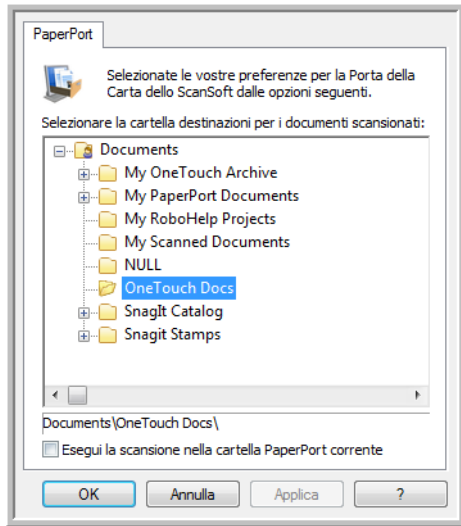 PaperPort
Selezionate le vostre preferenze per la Porta della
Carta dello ScanSoft dalle opzioni seguenti.
Selezionare la cartella destinazioni per i documenti scansionati:
Documents
My OneTouch Archive
My PaperPort Documents
My RoboHelp Projects
My Scanned Documents
NULL
OneTouch Docs
SnagIt Catalog
Snagit Stamps
Documents\OneTouch Docs\
Esegui la scansione nella cartella PaperPort corrente
OK Annulla Applica ?